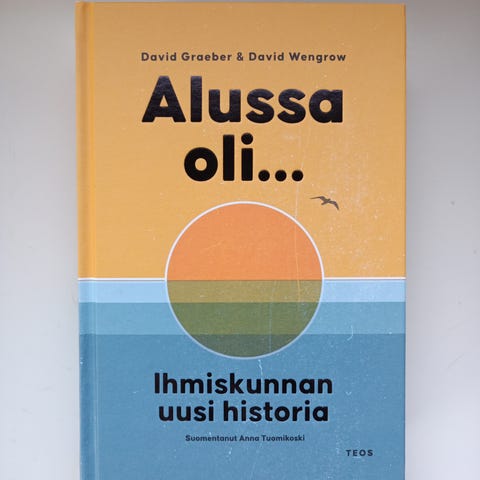 David Graeber & David Wengrow
Alussa
oli...
Ihmiskunnan
uusi historia
Suomentanut Anna Tuomikoski
TEOS